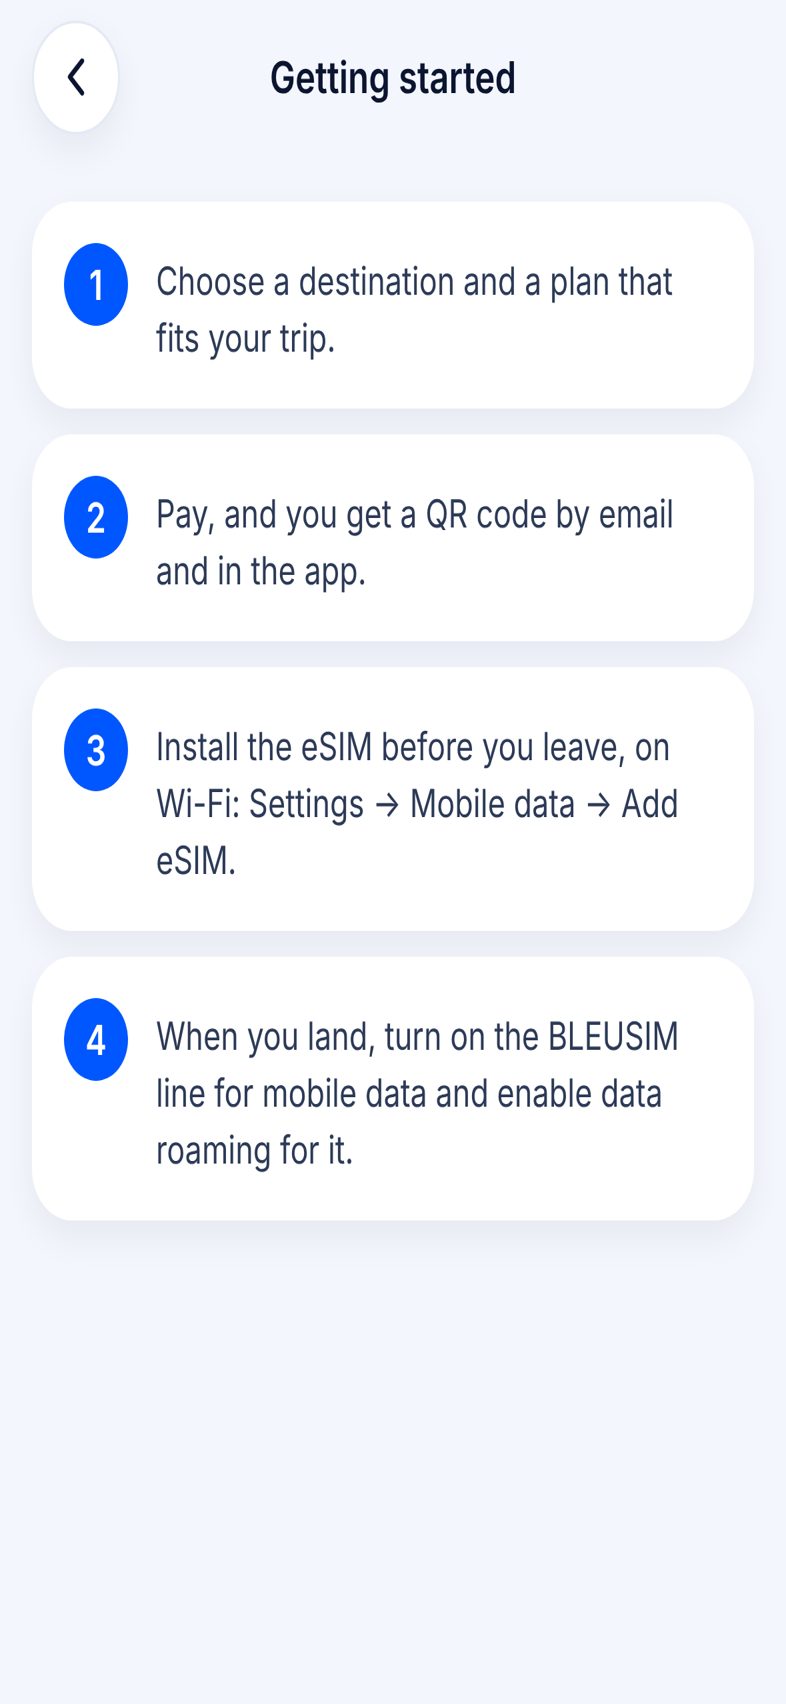 Getting started
1
Choose a destination and a plan that
fits your trip.
2
Pay, and you get a QR code by email
and in the app.
3
Install the eSIM before you leave, on
Wi-Fi: Settings → Mobile data → Add
eSIM.
4
When you land, turn on the BLEUSIM
line for mobile data and enable data
roaming for it.